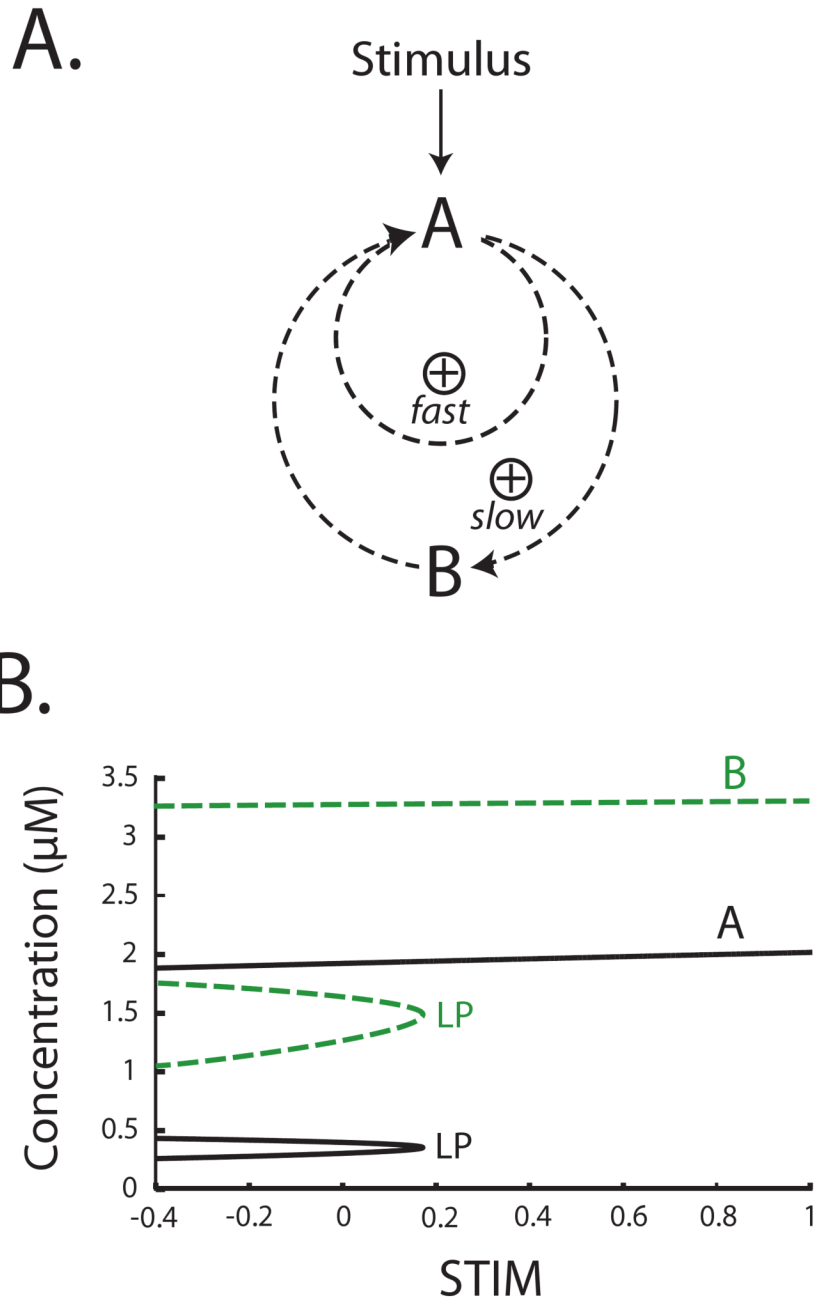 A.
Stimulus
A
fast
slow
B
B.
Concentration (µM)
3.5
3
2.5
2
1.5
1
0.5
0
B
A
LP
LP
-0.4
-0.2
0
0.2
0.4
0.6
0.8
1
STIM